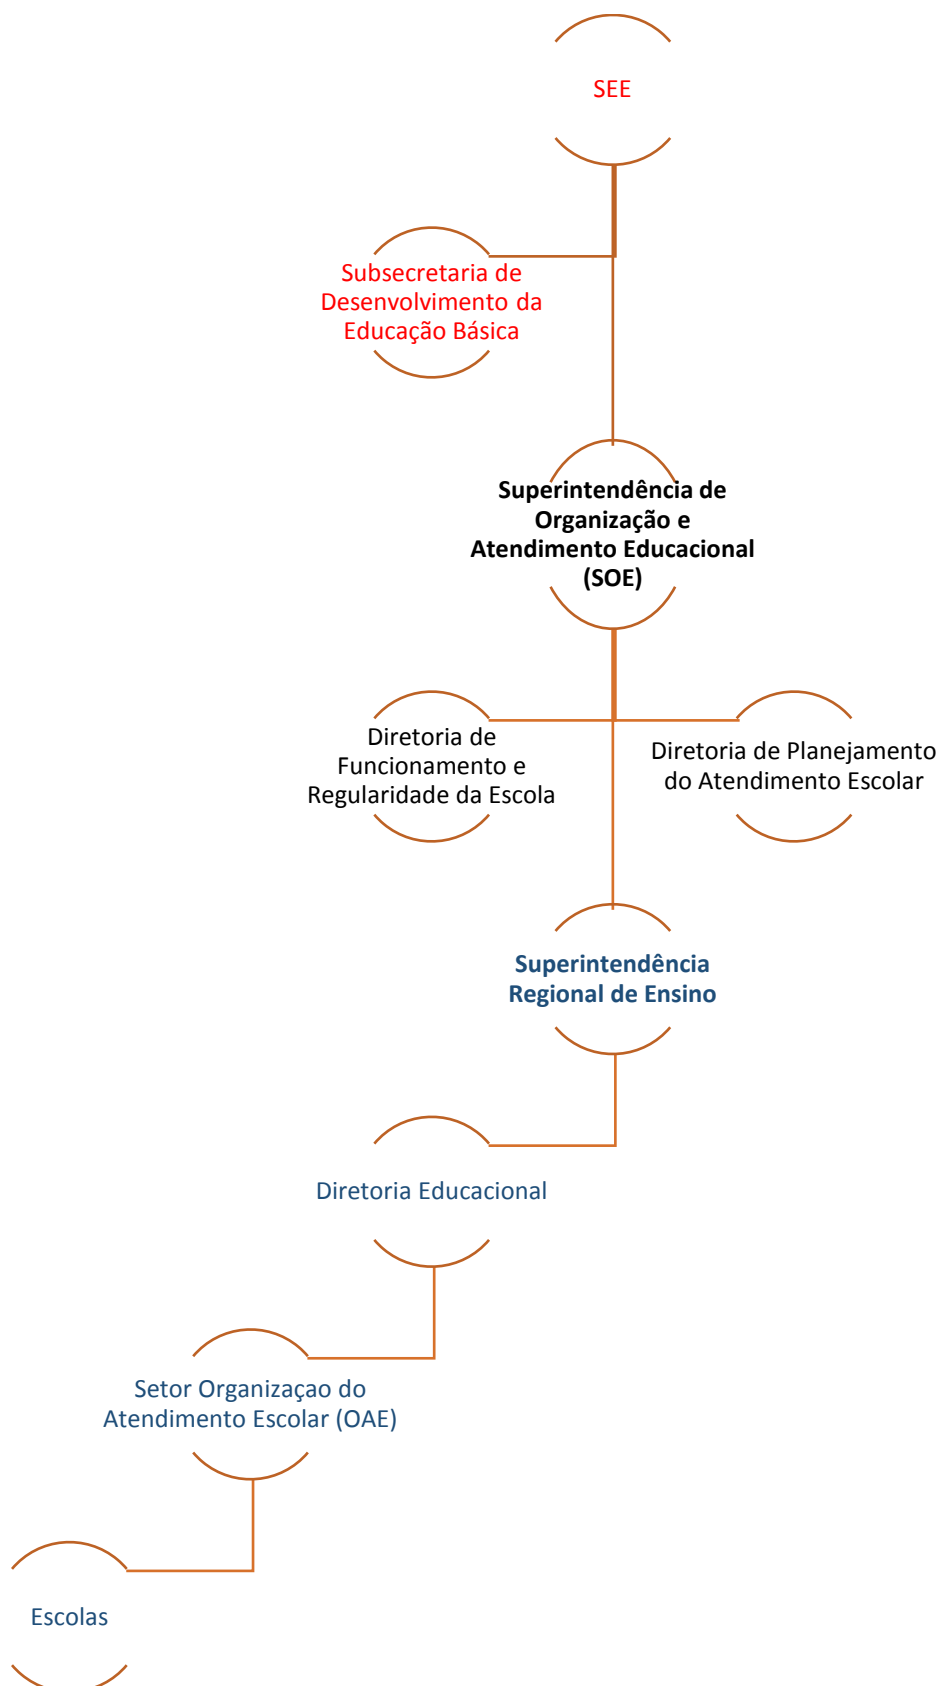 SEE
Subsecretaria de
Desenvolvimento da
Educação Básica
Superintendência de
Organização e
Atendimento Educacional
(SOE)
Diretoria de
Funcionamento e
Regularidade da Escola
Diretoria de Planejamento
do Atendimento Escolar
Superintendência
Regional de Ensino
Diretoria Educacional
Setor Organizaçao do
Atendimento Escolar (OAE)
Escolas